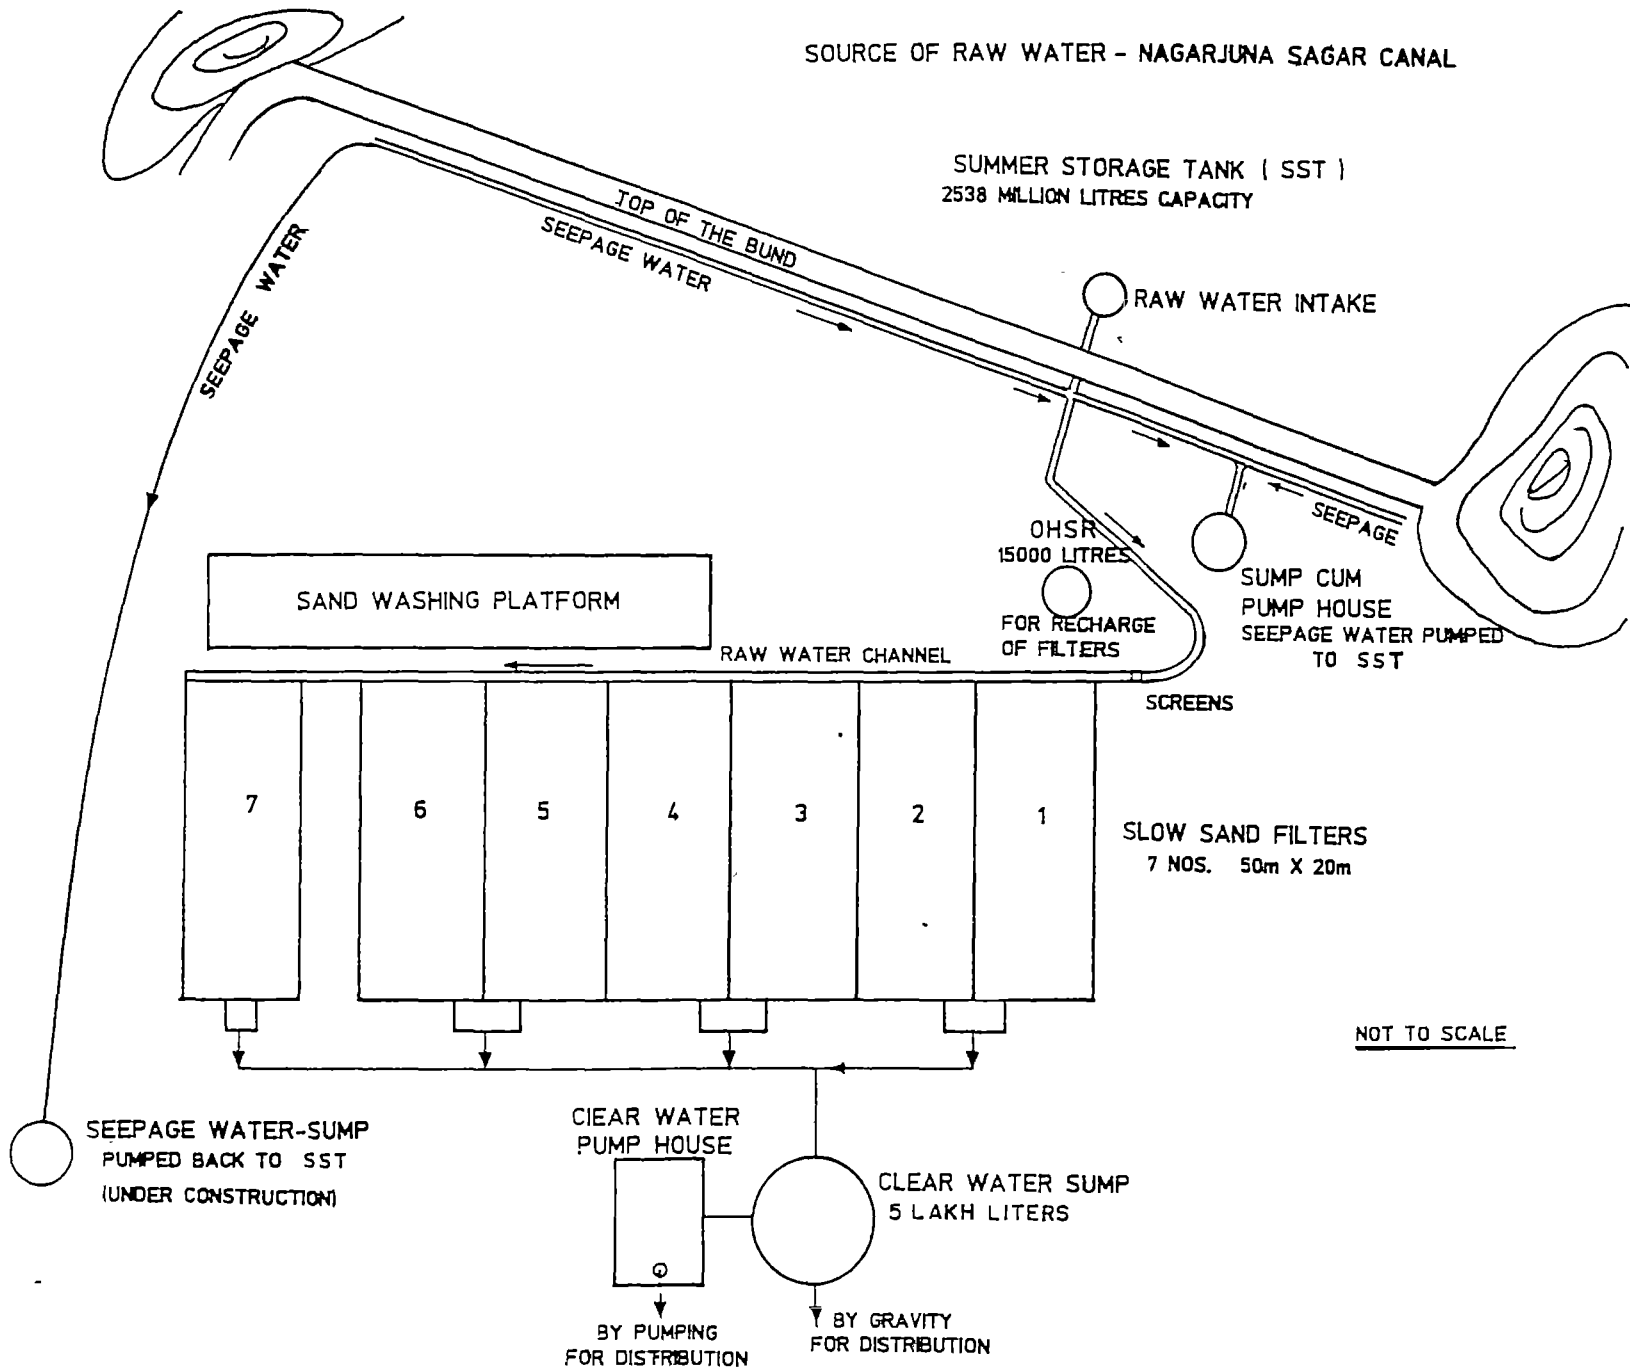 SOURCE OF RAW WATER - NAGARJUNA SAGAR CANAL
SUMMER STORAGE TANK ( SST )
2538 MILLION LITRES CAPACITY
TOP OF THE BUND
SEEPAGE WATER
SEEPAGE WATER
RAW WATER INTAKE
SEEPAGE
OHSR
15000 LITRES
FOR RECHARGE
OF FILTERS
SUMP CUM
PUMP HOUSE
SEEPAGE WATER PUMPED
TO SST
SAND WASHING PLATFORM
RAW WATER CHANNEL
SCREENS
7
6
5
4
3
2
1
SLOW SAND FILTERS
7 NOS. 50m X 20m
NOT TO SCALE
SEEPAGE WATER-SUMP
PUMPED BACK TO SST
(UNDER CONSTRUCTION)
ClEAR WATER
PUMP HOUSE
CLEAR WATER SUMP
5 LAKH LITERS
BY PUMPING
FOR DISTRIBUTION
BY GRAVITY
FOR DISTRIBUTION